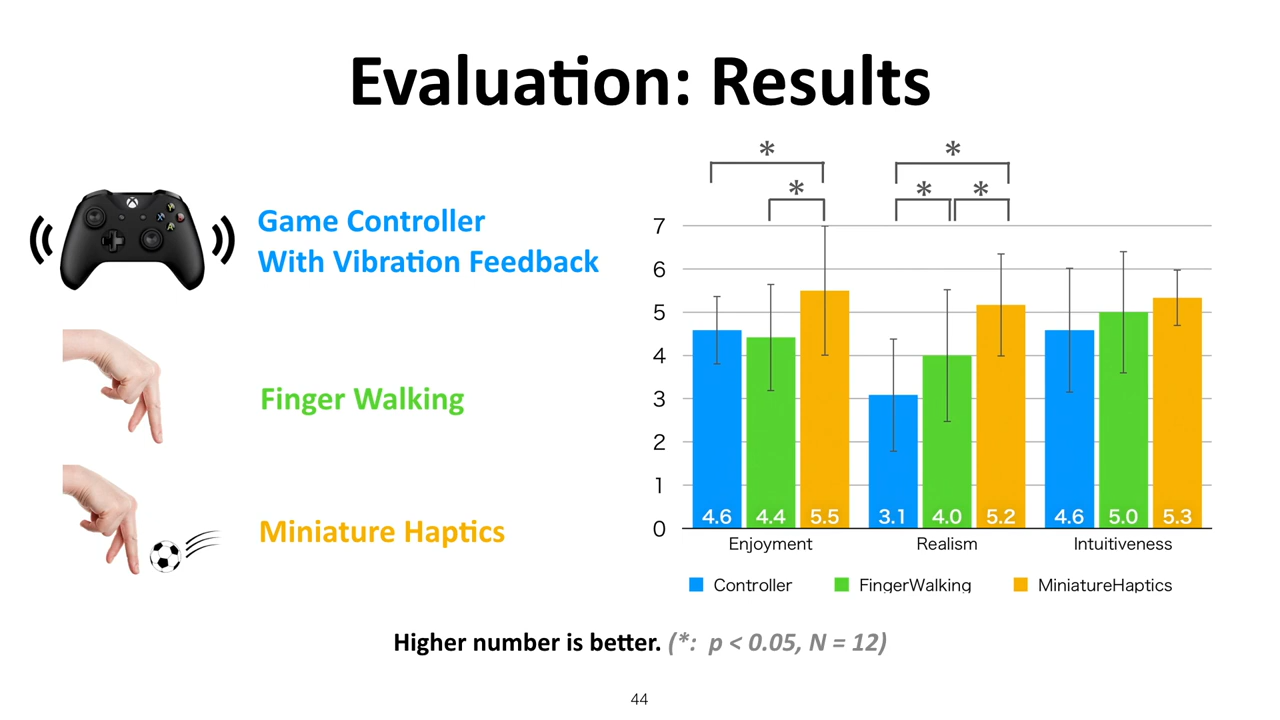 Evaluation: Results
Game Controller
With Vibration Feedback
Finger Walking
Miniature Haptics
*
*
*
*
*
7
6
5
4
3
2
1
0
4.6
4.4
5.5
3.1
4.0
5.2
4.6
5.0
5.3
Enjoyment
Realism
Intuitiveness
Controller
FingerWalking
MiniatureHaptics
Higher number is better. (*: p < 0.05, N = 12)
44